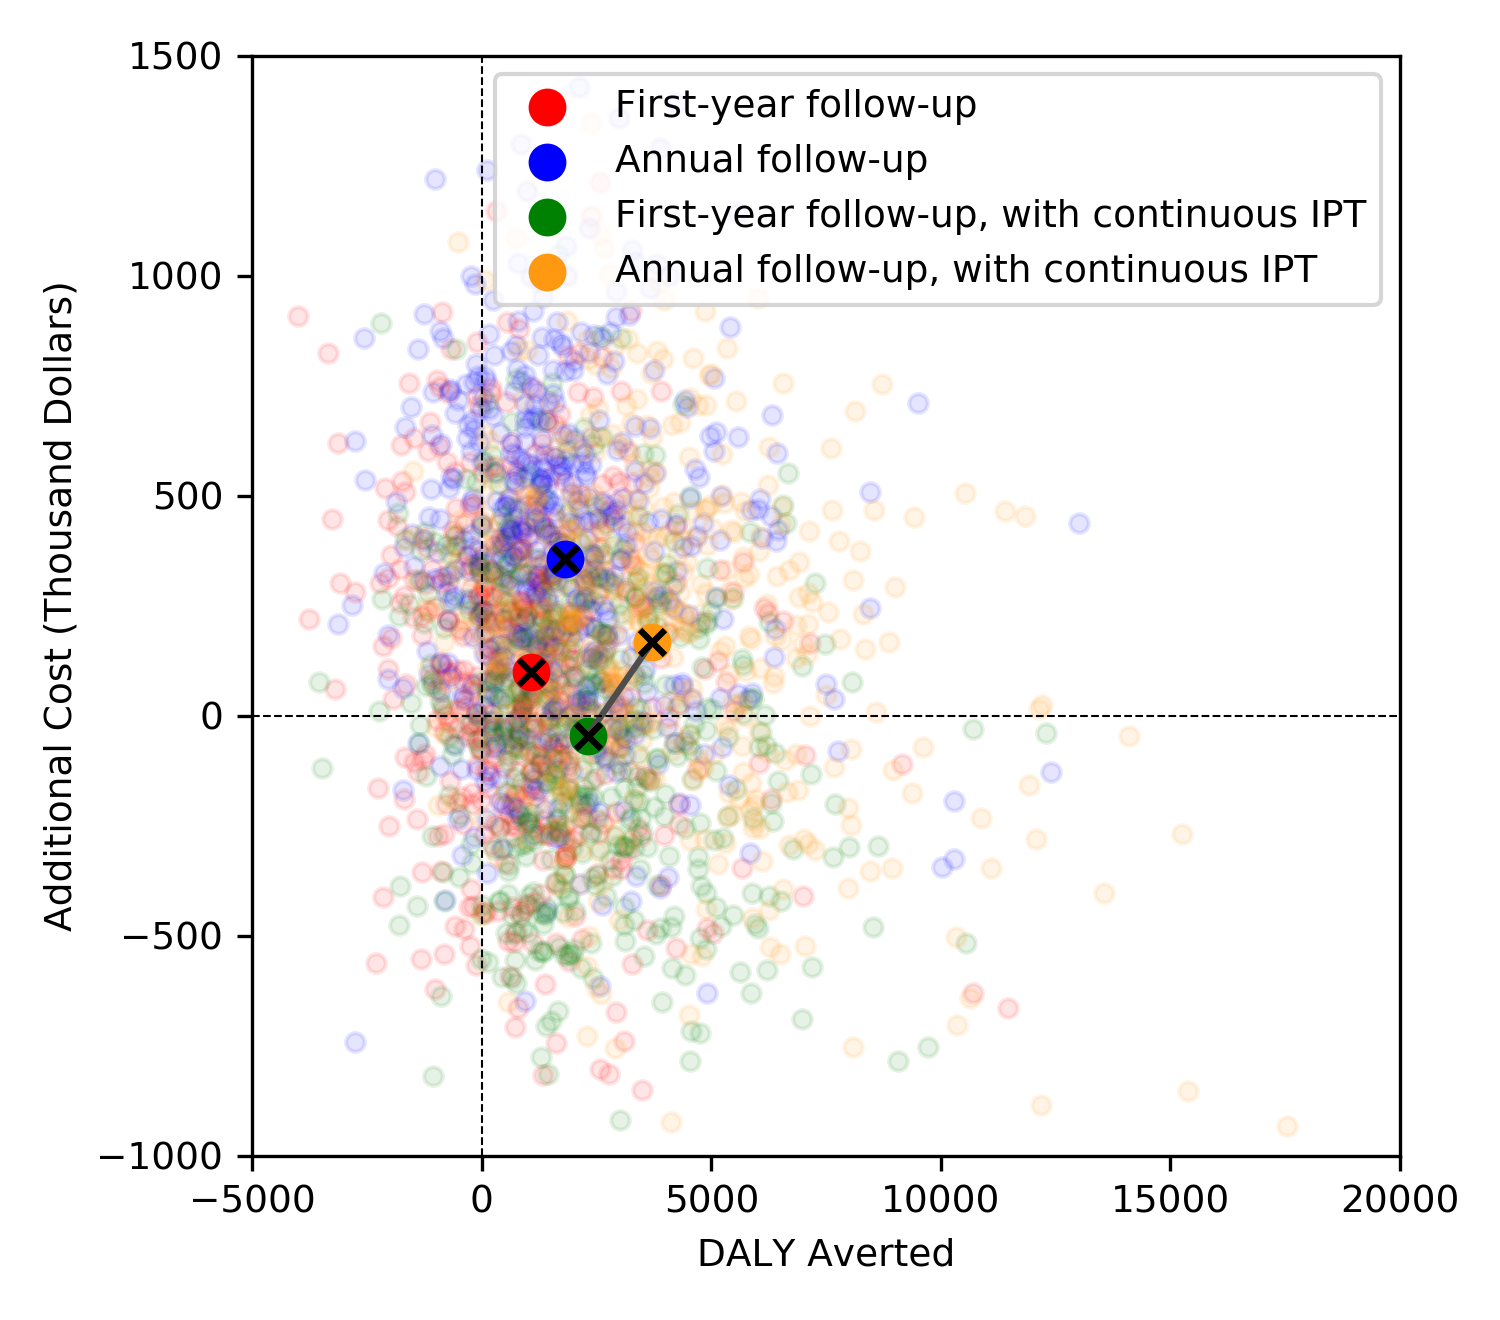 1500
1000
500
0
−500
−1000
Additional Cost (Thousand Dollars)
First-year follow-up
Annual follow-up
First-year follow-up, with continuous IPT
Annual follow-up, with continuous IPT
−5000 0 5000 10000 15000 20000
DALY Averted